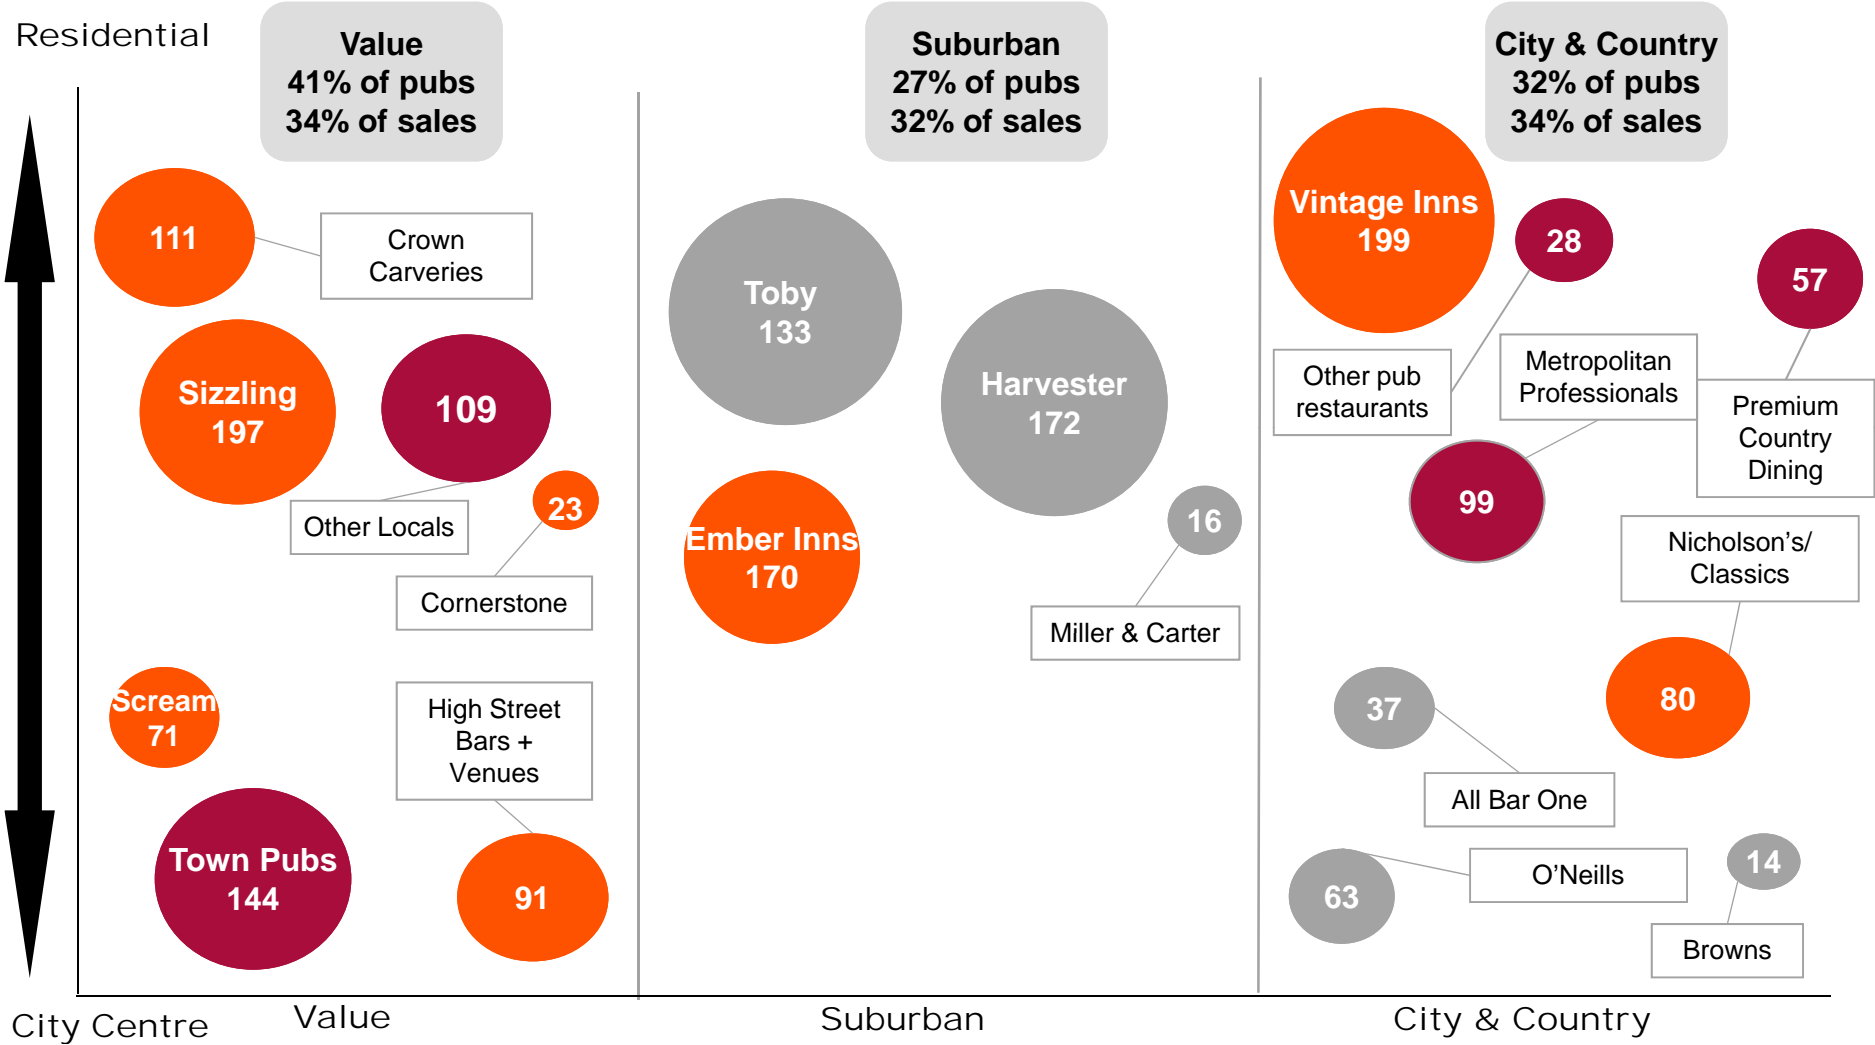 Residential
Value
41% of pubs
34% of sales
Suburban
27% of pubs
32% of sales
City & Country
32% of pubs
34% of sales
111
Crown
Carveries
Sizzling
197
109
Other Locals
23
Cornerstone
Scream
71
High Street
Bars +
Venues
Town Pubs
144
91
Toby
133
Harvester
172
Ember Inns
170
16
Miller & Carter
Vintage Inns
199
28
57
Other pub
restaurants
Metropolitan
Professionals
Premium
Country
Dining
99
Nicholson's/
Classics
37
80
All Bar One
63
O’Neills
14
Browns
City Centre
Value
Suburban
City & Country